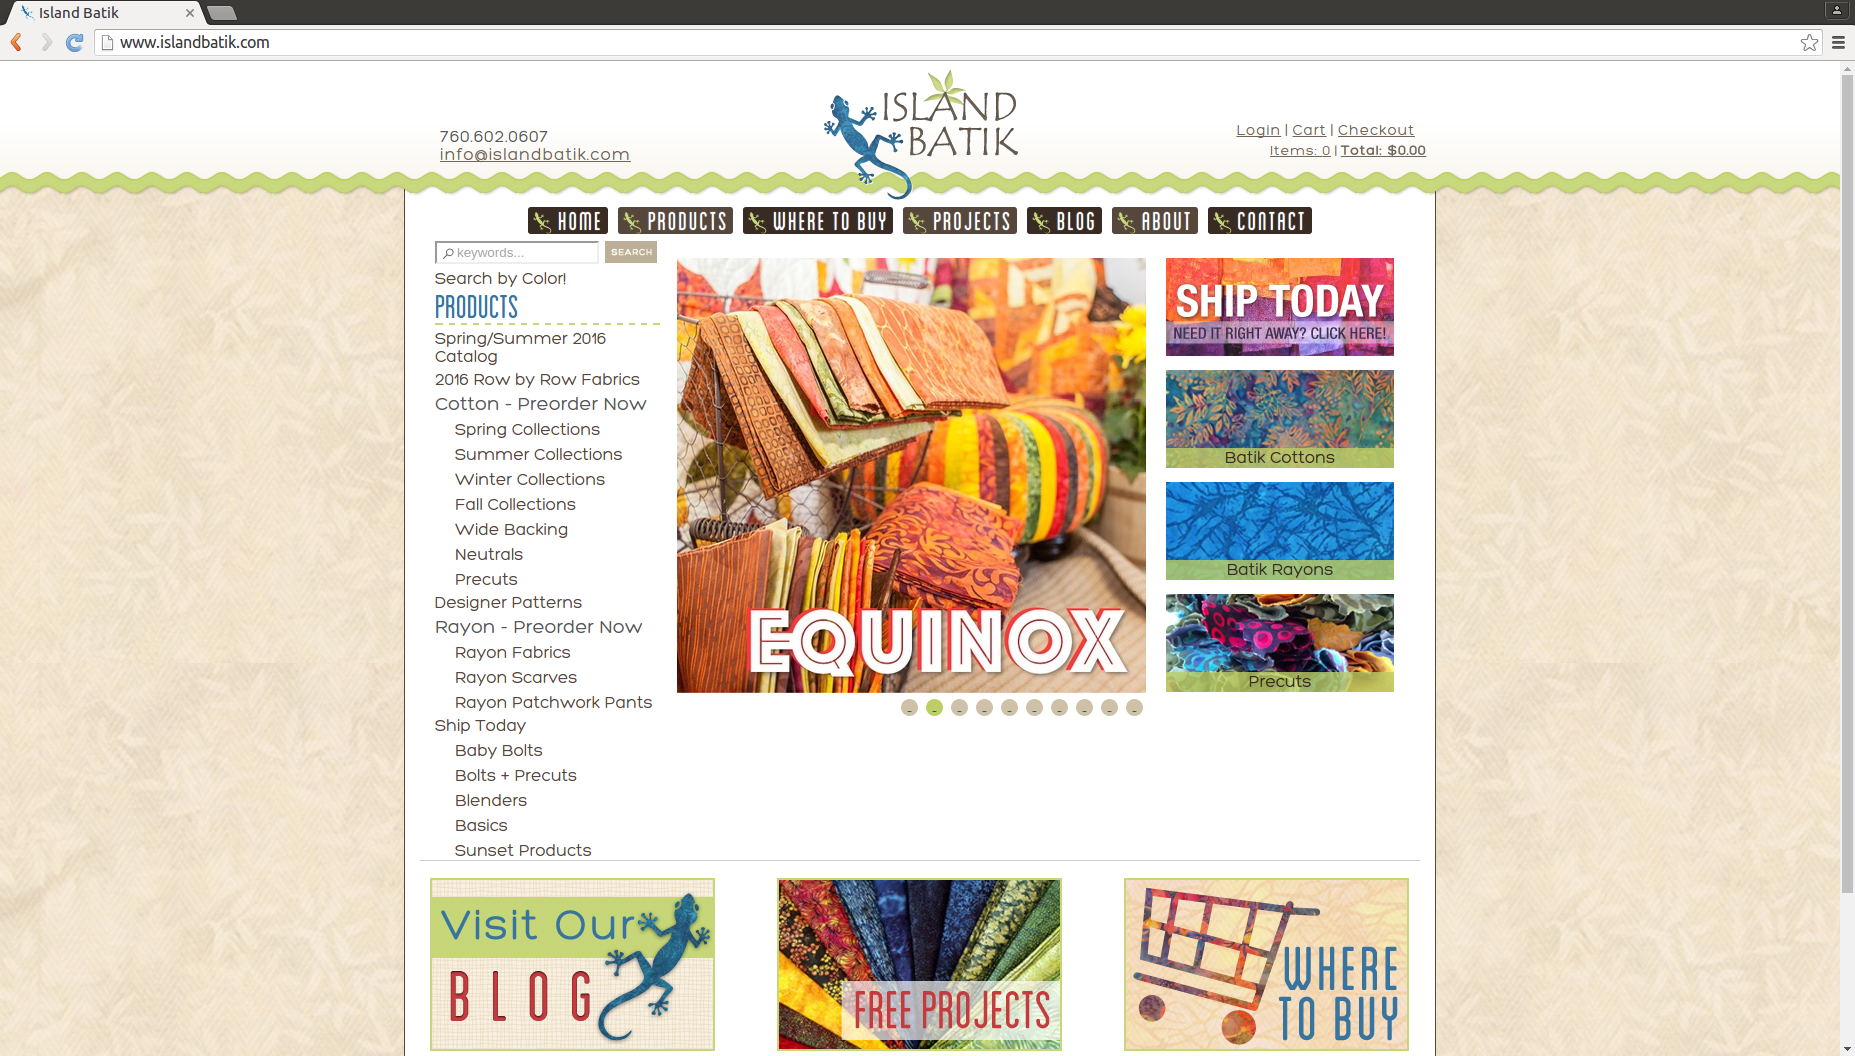 Island Batik
www.islandbatik.com
760.602.0607
info@islandbatik.com
ISLAND
BATIK
Login | Cart | Checkout
Items: 0 | Total: $0.00
HOME PRODUCTS WHERE TO BUY PROJECTS BLOG ABOUT CONTACT
keywords... SEARCH
Search by Color!
PRODUCTS
Spring/Summer 2016
Catalog
2016 Row by Row Fabrics
Cotton - Preorder Now
Spring Collections
Summer Collections
Winter Collections
Fall Collections
Wide Backing
Neutrals
Precuts
Designer Patterns
Rayon - Preorder Now
Rayon Fabrics
Rayon Scarves
Rayon Patchwork Pants
Ship Today
Baby Bolts
Bolts + Precuts
Blenders
Basics
Sunset Products
EQUINOX
SHIP TODAY
NEED IT RIGHT AWAY? CLICK HERE!
Batik Cottons
Batik Rayons
Precuts
Visit Our
BLOG
FREE PROJECTS
WHERE
TO BUY